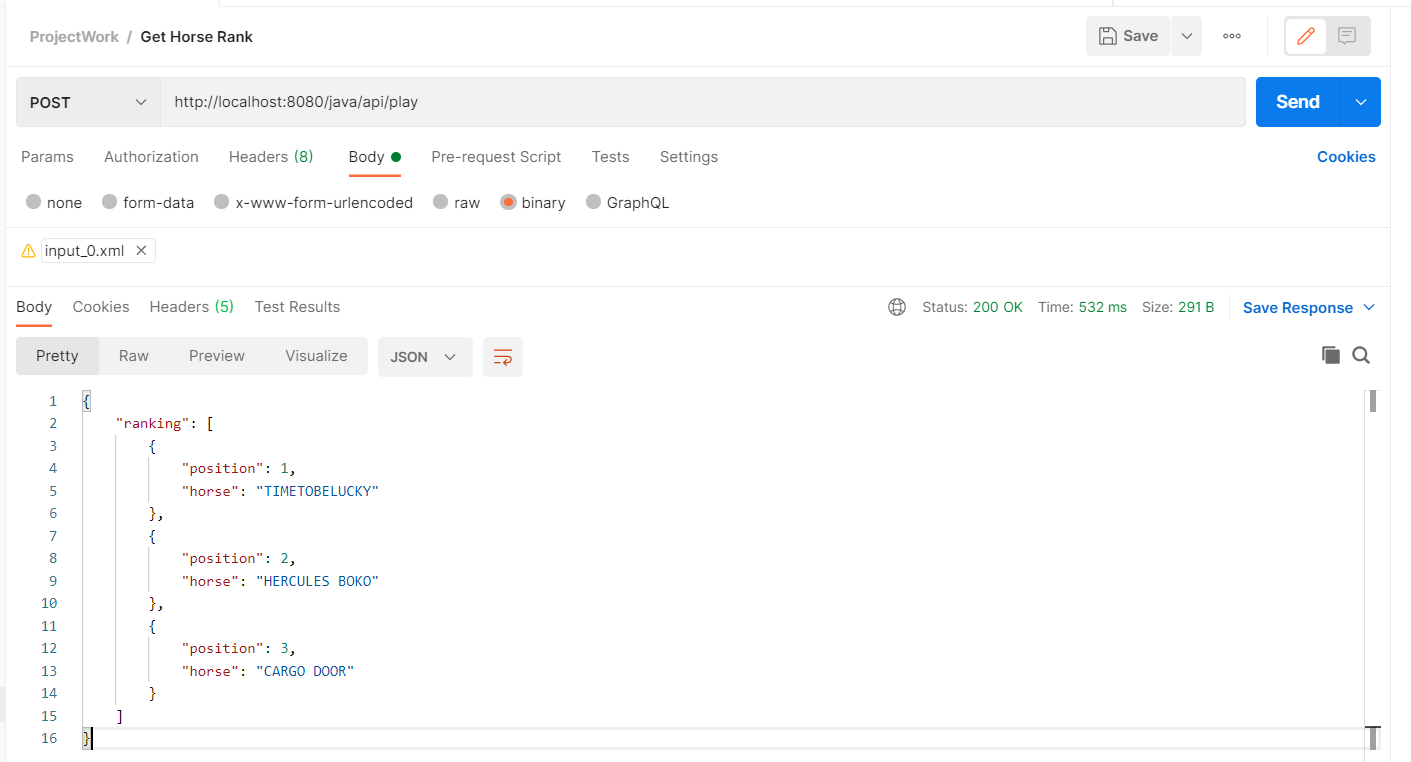 ProjectWork / Get Horse Rank
Save
POST
http://localhost:8080/java/api/play
Send
Params Authorization Headers (8) Body Pre-request Script Tests Settings Cookies
none form-data x-www-form-urlencoded raw binary GraphQL
input_0.xml
Body Cookies Headers (5) Test Results Status: 200 OK Time: 532 ms Size: 291 B Save Response
Pretty Raw Preview Visualize JSON
1 {
2 "ranking": [
3 {
4 "position": 1,
5 "horse": "TIMETOBELUCKY"
6 },
7 {
8 "position": 2,
9 "horse": "HERCULES BOKO"
10 },
11 {
12 "position": 3,
13 "horse": "CARGO DOOR"
14 }
15 ]
16 }